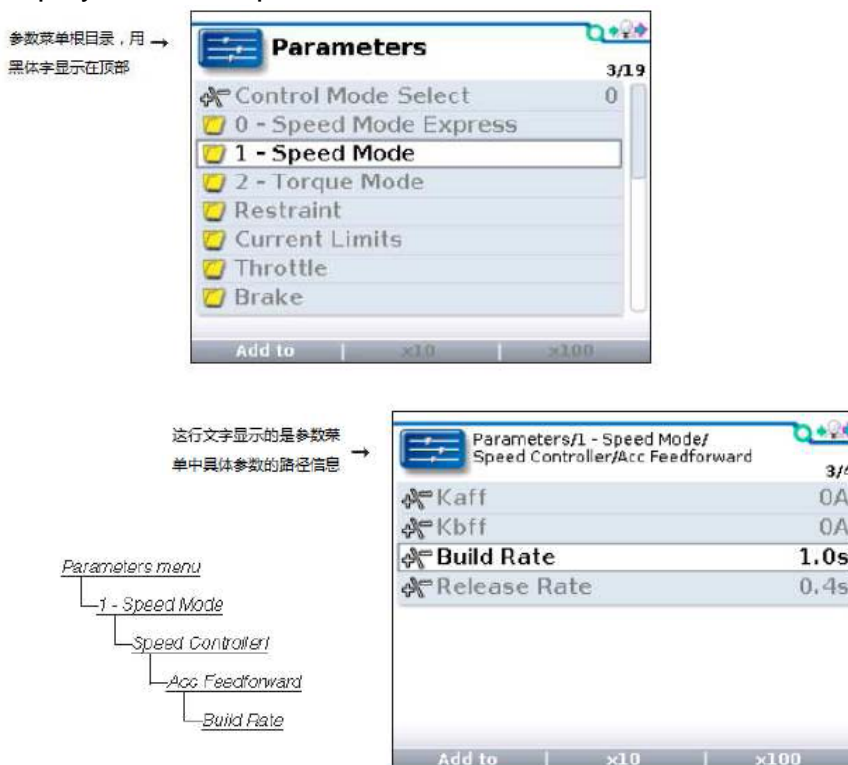 参数菜单根目录，用 →
黑体字显示在顶部
Parameters
3/19
Control Mode Select 0
0 - Speed Mode Express
1 - Speed Mode
2 - Torque Mode
Restraint
Current Limits
Throttle
Brake
Add to | x10 | x100
这行文字显示的是参数菜
单中具体参数的路径信息 →
Parameters/1 - Speed Mode/
Speed Controller/Acc Feedforward
Kaff 0A
Kbff 0A
Build Rate 1.0s
Release Rate 0.4s
Add to | x10 | x100
Parameters menu
1 - Speed Mode
Speed Controller/
Acc Feedforward
Build Rate